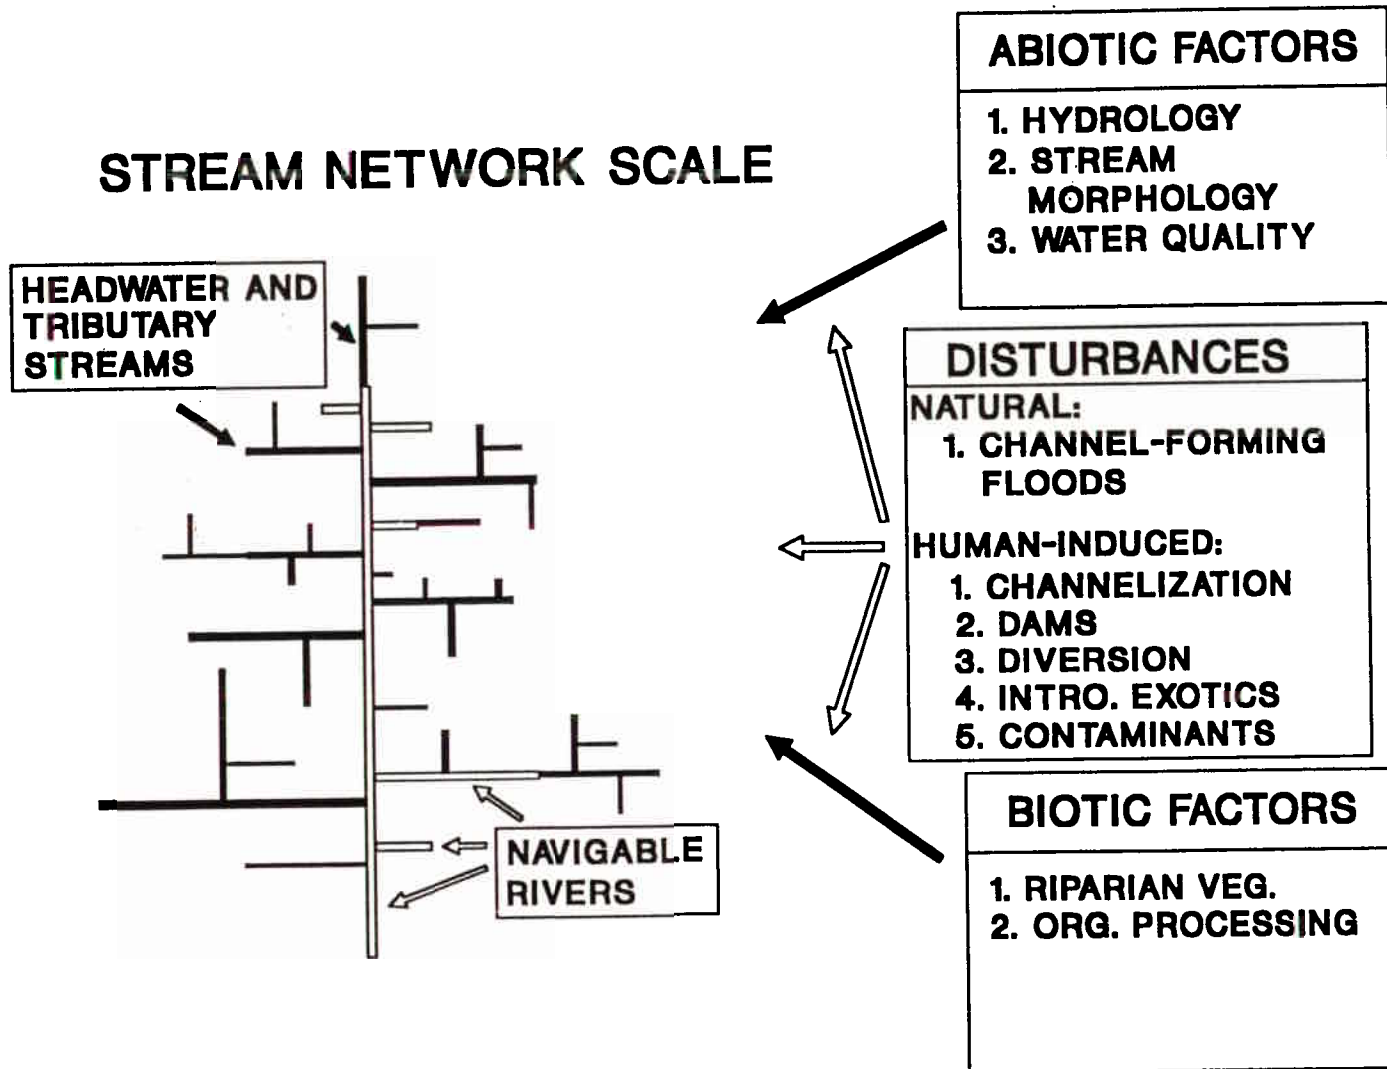 STREAM NETWORK SCALE
HEADWATER AND
TRIBUTARY
STREAMS
NAVIGABLE
RIVERS
ABIOTIC FACTORS
1. HYDROLOGY
2. STREAM
MORPHOLOGY
3. WATER QUALITY
DISTURBANCES
NATURAL:
1. CHANNEL-FORMING
FLOODS
HUMAN-INDUCED:
1. CHANNELIZATION
2. DAMS
3. DIVERSION
4. INTRO. EXOTICS
5. CONTAMINANTS
BIOTIC FACTORS
1. RIPARIAN VEG.
2. ORG. PROCESSING